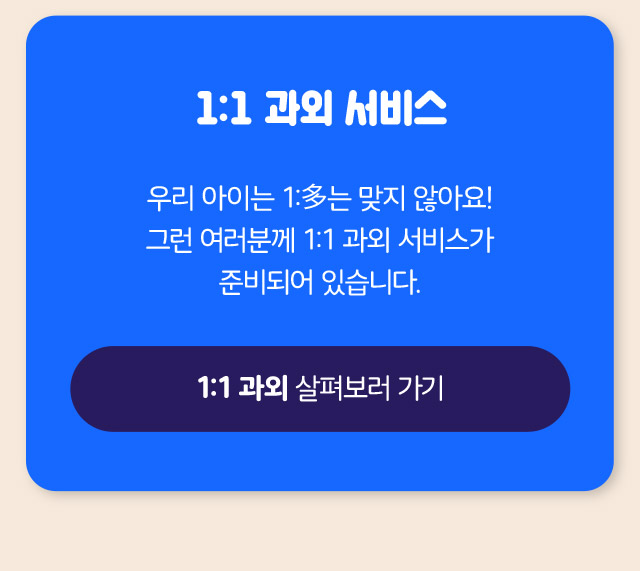 1:1 과외 서비스
우리 아이는 1:多는 맞지 않아요!
그런 여러분께 1:1 과외 서비스가
준비되어 있습니다.
1:1 과외 살펴보러 가기